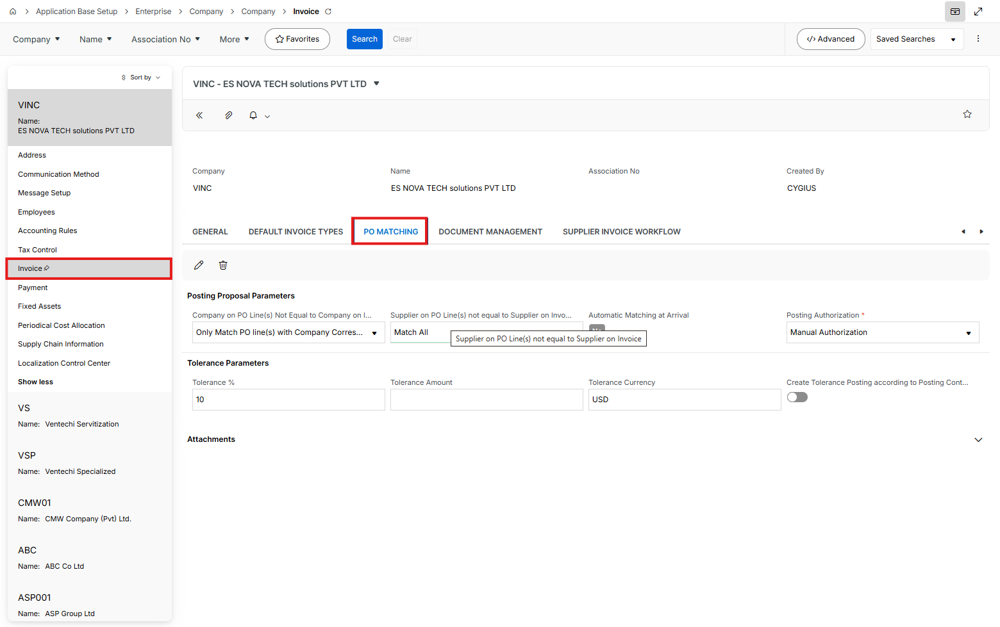 Application Base Setup > Enterprise > Company > Company > Invoice
Company Name Association No More Favorites Search Clear </> Advanced Saved Searches
Sort by
VINC
Name:
ES NOVA TECH solutions PVT LTD
Address
Communication Method
Message Setup
Employees
Accounting Rules
Tax Control
Invoice
Payment
Fixed Assets
Periodical Cost Allocation
Supply Chain Information
Localization Control Center
Show less
VS
Name: Ventechi Servitization
VSP
Name: Ventechi Specialized
CMW01
Name: CMW Company (Pvt) Ltd.
ABC
Name: ABC Co Ltd
ASP001
Name: ASP Group Ltd
VINC - ES NOVA TECH solutions PVT LTD
Company Name Association No Created By
VINC ES NOVA TECH solutions PVT LTD CYGIUS
GENERAL DEFAULT INVOICE TYPES PO MATCHING DOCUMENT MANAGEMENT SUPPLIER INVOICE WORKFLOW
Posting Proposal Parameters
Company on PO Line(s) Not Equal to Company on I... Supplier on PO Line(s) not equal to Supplier on Invo... Automatic Matching at Arrival Posting Authorization *
Only Match PO line(s) with Company Corres... Match All Manual Authorization
Supplier on PO Line(s) not equal to Supplier on Invoice
Tolerance Parameters
Tolerance % Tolerance Amount Tolerance Currency Create Tolerance Posting according to Posting Cont...
10 USD
Attachments